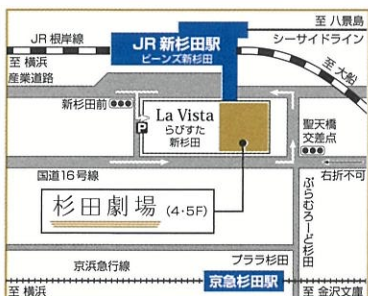 至 八景島
JR 根岸線
JR 新杉田駅
ビーンズ新杉田
シーサイドライン
至 横浜
至 大船
産業道路
新杉田前
P
La Vista
らびすた
新杉田
聖天橋
交差点
国道16号線
右折不可
杉田劇場 (4・5F)
ぷらむろーど杉田
京浜急行線
プララ杉田
京急杉田駅
至 横浜
至 金沢文庫